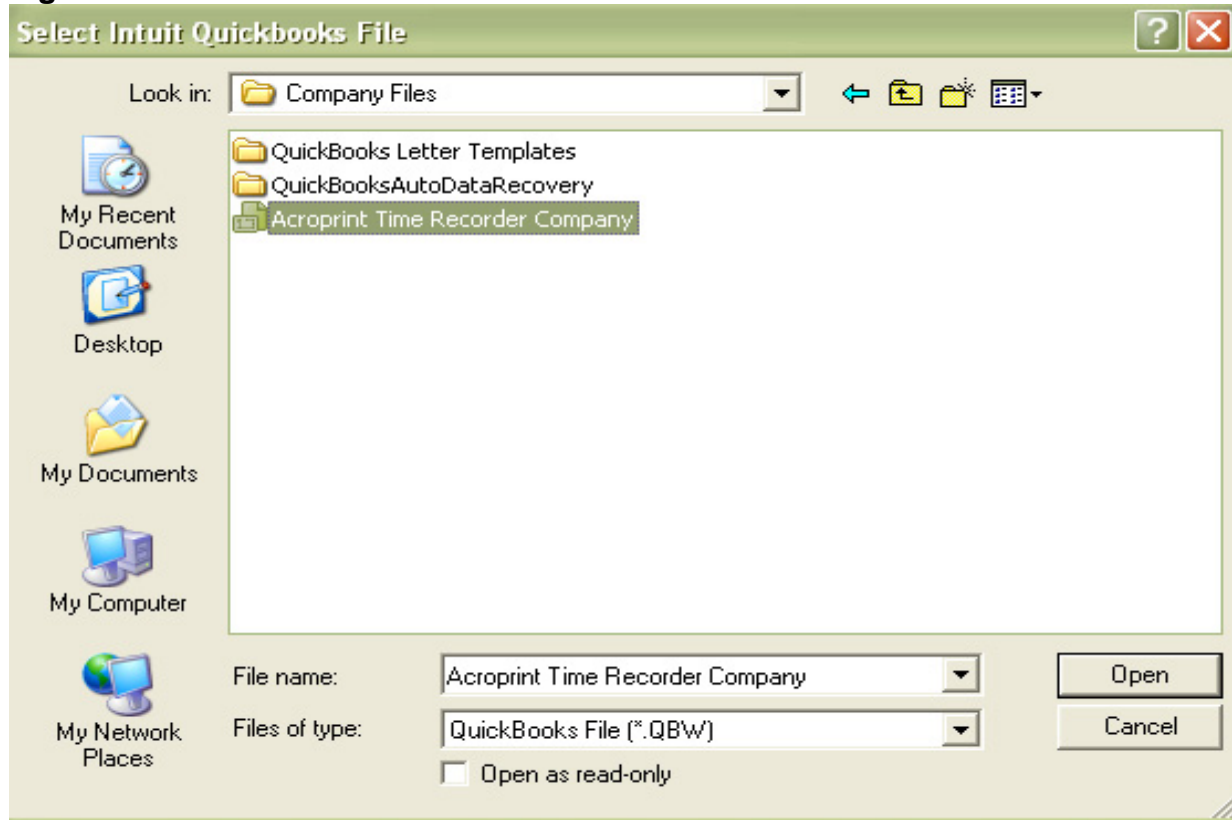 Select Intuit Quickbooks File
Look in: Company Files
QuickBooks Letter Templates
QuickBooksAutoDataRecovery
Acroprint Time Recorder Company
My Recent
Documents
Desktop
My Documents
My Computer
My Network
Places
File name: Acroprint Time Recorder Company Open
Files of type: QuickBooks File (*.QBW) Cancel
Open as read-only